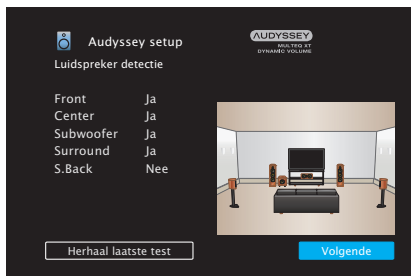 Audyssey setup
AUDYSSEY
MULTEQ XT
DYNAMIC VOLUME
Luidspreker detectie
Front Ja
Center Ja
Subwoofer Ja
Surround Ja
S.Back Nee
Herhaal laatste test
Volgende